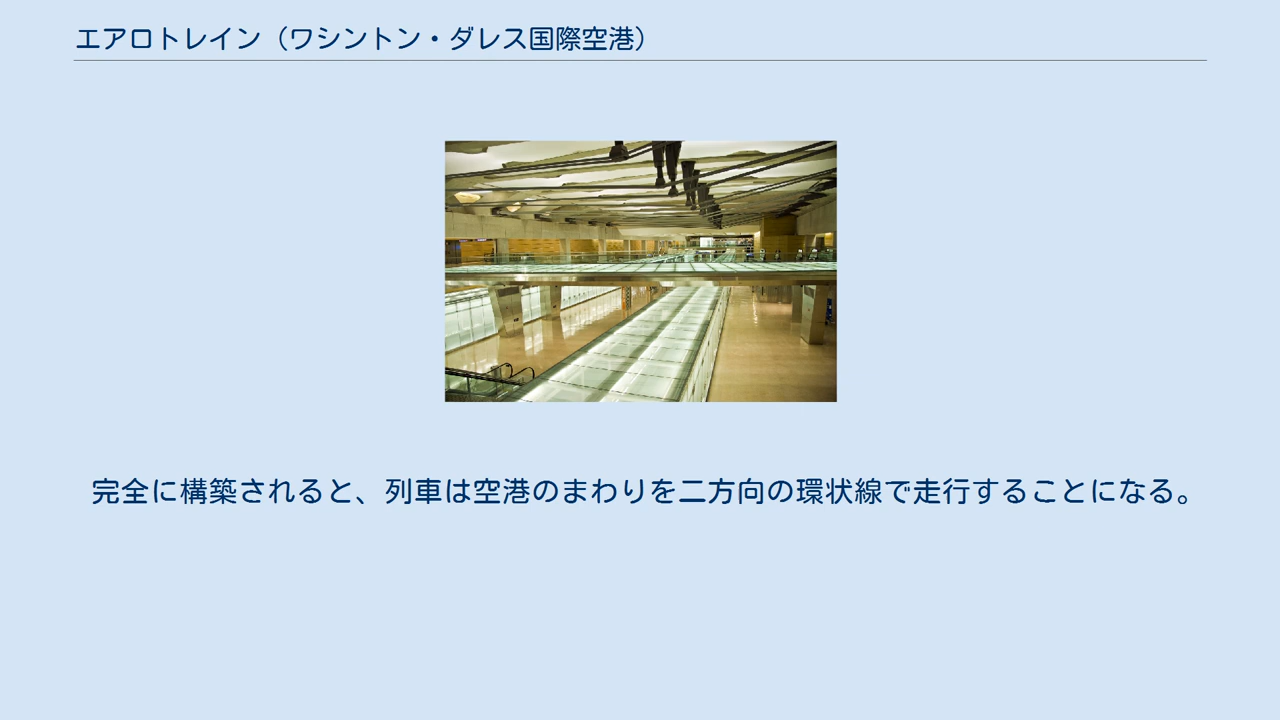 エアロトレイン（ワシントン・ダレス国際空港）
完全に構築されると、列車は空港のまわりを二方向の環状線で走行することになる。